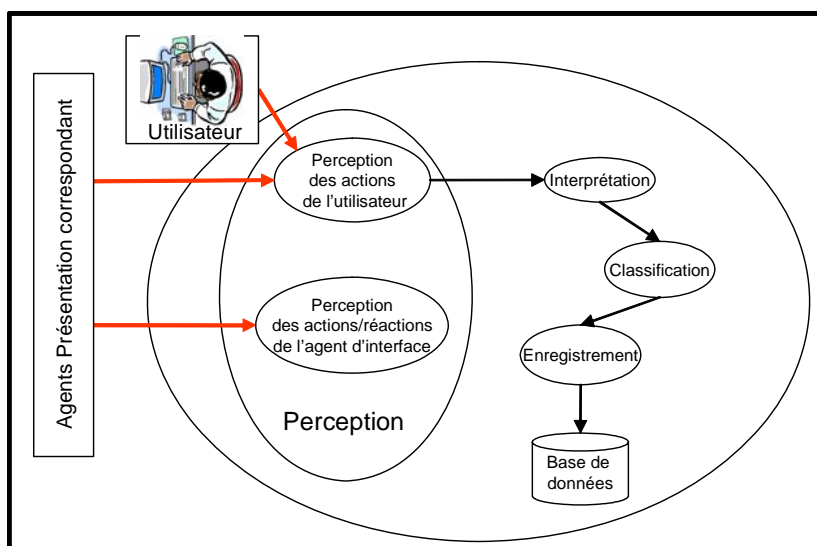 Agents Présentation correspondant
Utilisateur
Perception
des actions
de l'utilisateur
Interprétation
Classification
Perception
des actions/réactions
de l'agent d'interface
Enregistrement
Perception
Base de
données